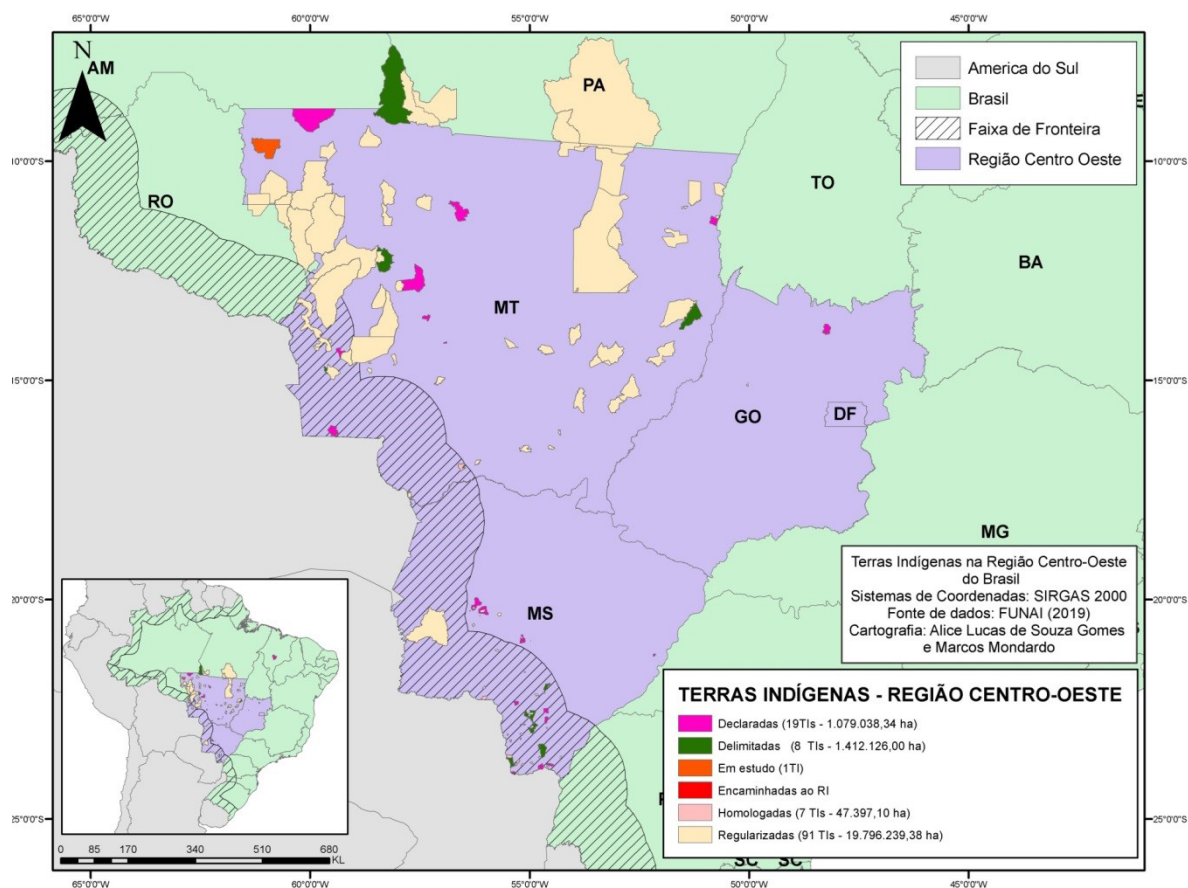 65°0'0"W 60°0'0"W 55°0'0"W 50°0'0"W 45°0'0"W
N
AM
PA
America do Sul
Brasil
Faixa de Fronteira
Região Centro Oeste
10°0'0"S 10°0'0"S
RO
TO
BA
MT
15°0'0"S 15°0'0"S
GO
DF
MG
Terras Indígenas na Região Centro-Oeste
do Brasil
Sistemas de Coordenadas: SIRGAS 2000
Fonte de dados: FUNAI (2019)
Cartografia: Alice Lucas de Souza Gomes
e Marcos Mondardo
20°0'0"S 20°0'0"S
MS
TERRAS INDÍGENAS - REGIÃO CENTRO-OESTE
Declaradas (19TIs - 1.079.038,34 ha)
Delimitadas (8 TIs - 1.412.126,00 ha)
Em estudo (1TI)
Encaminhadas ao RI
Homologadas (7 TIs - 47.397,10 ha)
Regularizadas (91 TIs - 19.796.239,38 ha)
25°0'0"S 25°0'0"S
SC SC
0 85 170 340 510 680
KL
65°0'0"W 60°0'0"W 55°0'0"W 50°0'0"W 45°0'0"W